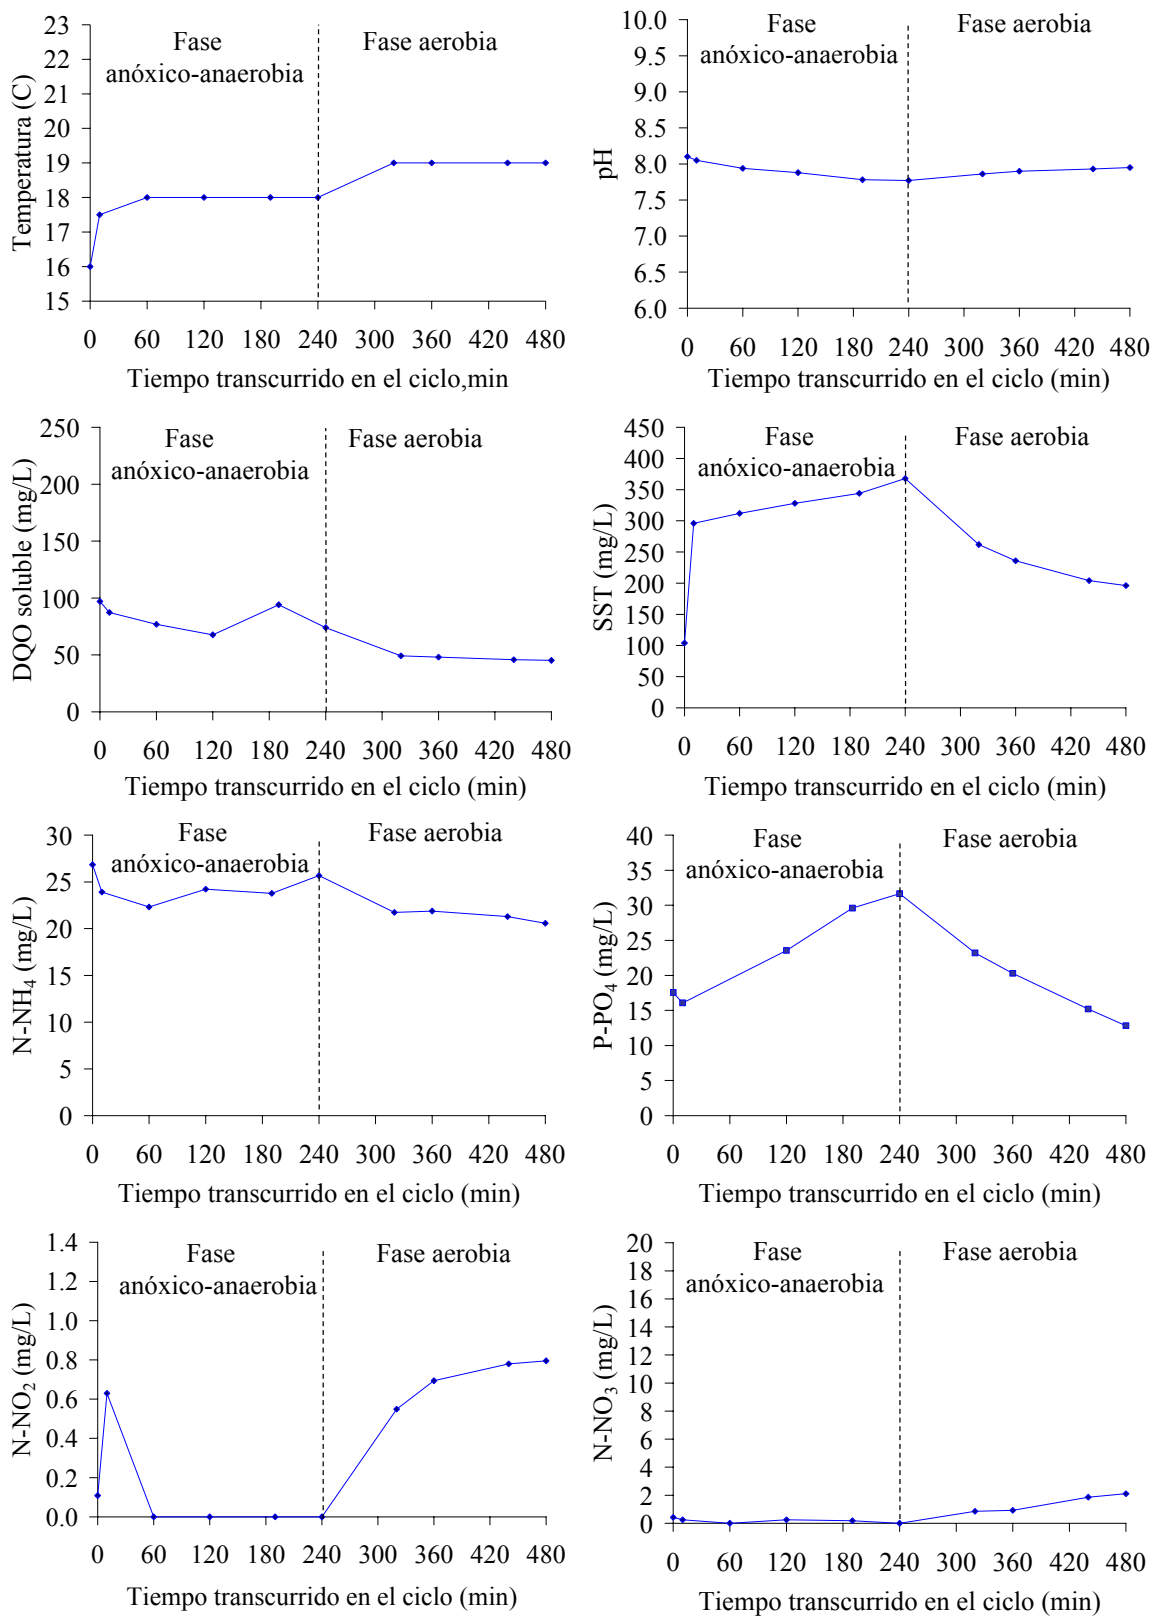 Temperatura (C)
23
22
21
20
19
18
17
16
15
Fase
anóxico-anaerobia
Fase aerobia
0 60 120 180 240 300 360 420 480
Tiempo transcurrido en el ciclo,min
pH
10.0
9.5
9.0
8.5
8.0
7.5
7.0
6.5
6.0
Fase
anóxico-anaerobia
Fase aerobia
0 60 120 180 240 300 360 420 480
Tiempo transcurrido en el ciclo (min)
DQO soluble (mg/L)
250
200
150
100
50
0
Fase
anóxico-anaerobia
Fase aerobia
0 60 120 180 240 300 360 420 480
Tiempo transcurrido en el ciclo (min)
SST (mg/L)
450
400
350
300
250
200
150
100
50
0
Fase
anóxico-anaerobia
Fase aerobia
0 60 120 180 240 300 360 420 480
Tiempo transcurrido en el ciclo (min)
N-NH4 (mg/L)
30
25
20
15
10
5
0
Fase
anóxico-anaerobia
Fase aerobia
0 60 120 180 240 300 360 420 480
Tiempo transcurrido en el ciclo (min)
P-PO4 (mg/L)
40
35
30
25
20
15
10
5
0
Fase
anóxico-anaerobia
Fase aerobia
0 60 120 180 240 300 360 420 480
Tiempo transcurrido en el ciclo (min)
N-NO2 (mg/L)
1.4
1.2
1.0
0.8
0.6
0.4
0.2
0.0
Fase
anóxico-anaerobia
Fase aerobia
0 60 120 180 240 300 360 420 480
Tiempo transcurrido en el ciclo (min)
N-NO3 (mg/L)
20
18
16
14
12
10
8
6
4
2
0
Fase
anóxico-anaerobia
Fase aerobia
0 60 120 180 240 300 360 420 480
Tiempo transcurrido en el ciclo (min)